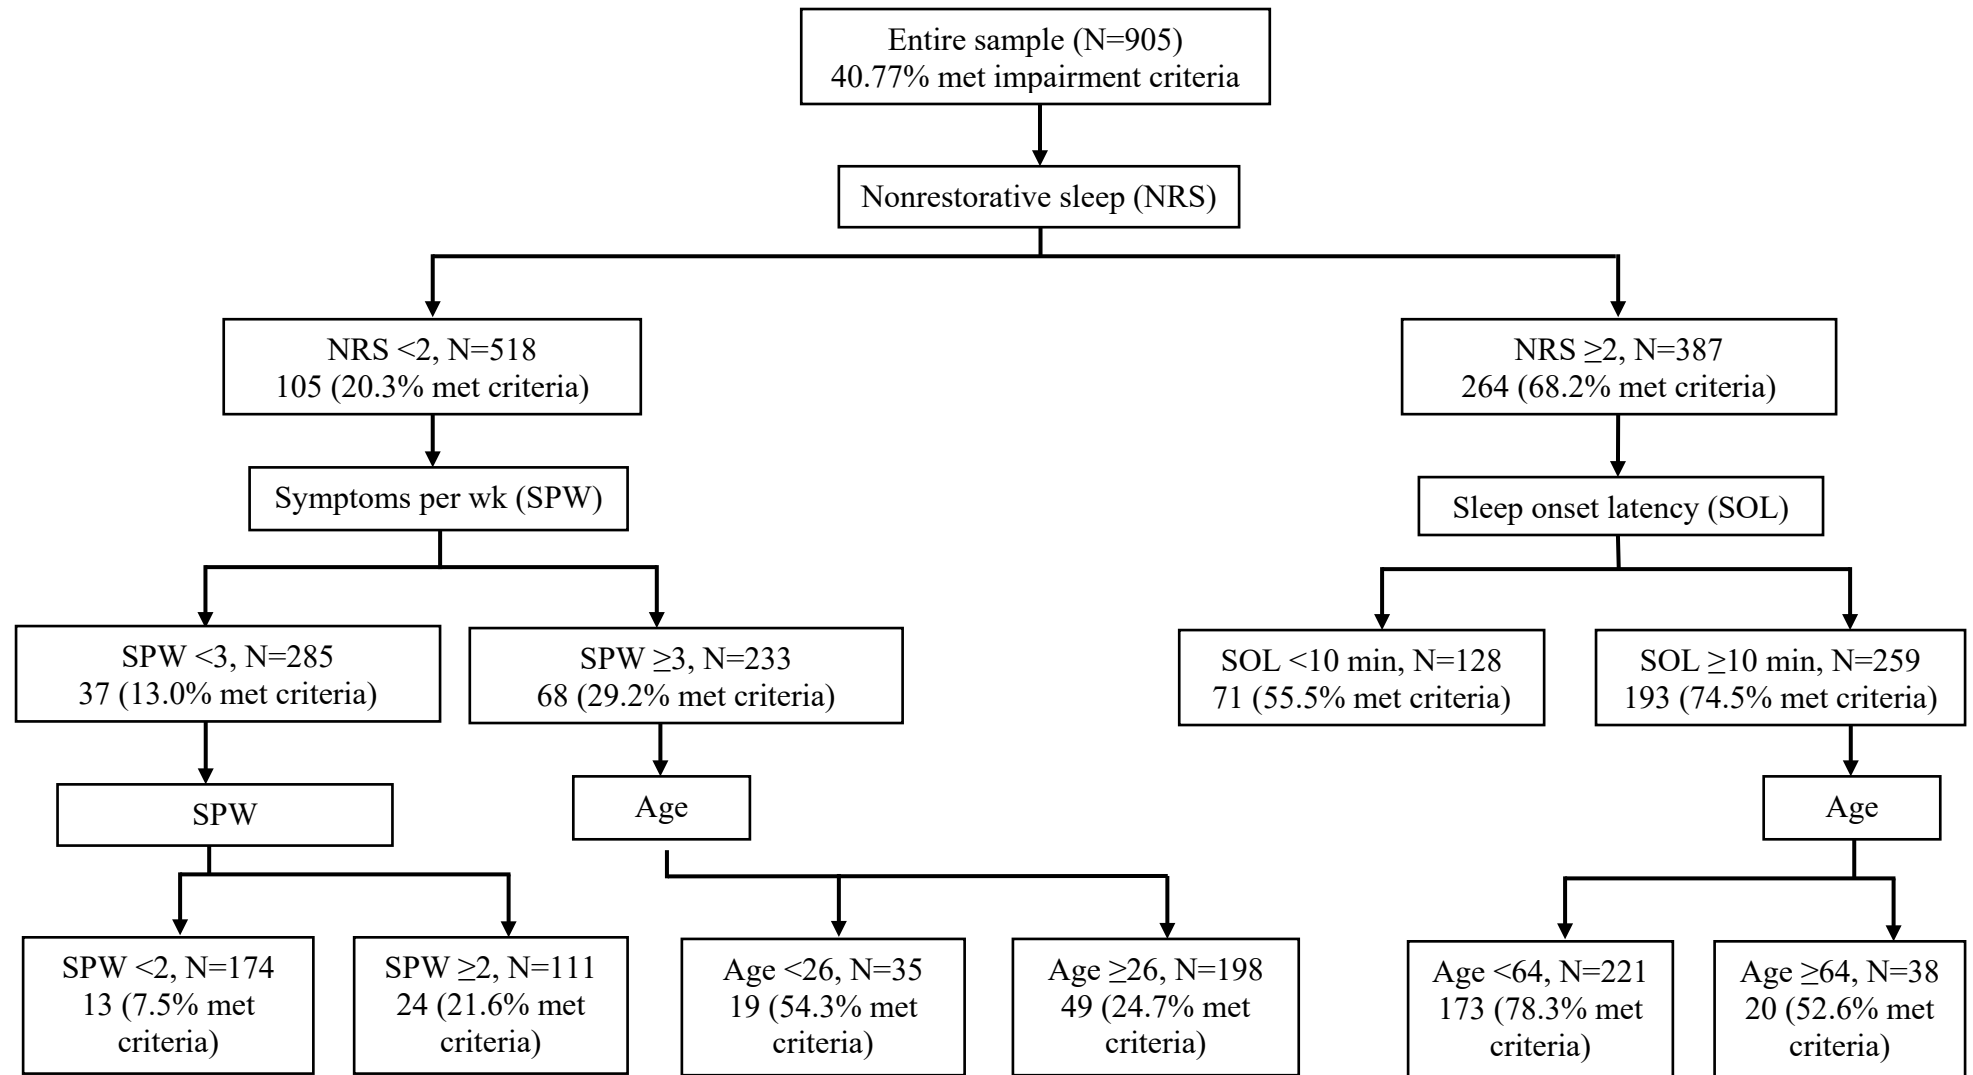 Entire sample (N=905)
40.77% met impairment criteria
Nonrestorative sleep (NRS)
NRS <2, N=518
105 (20.3% met criteria)
NRS ≥2, N=387
264 (68.2% met criteria)
Symptoms per wk (SPW)
Sleep onset latency (SOL)
SPW <3, N=285
37 (13.0% met criteria)
SPW ≥3, N=233
68 (29.2% met criteria)
SOL <10 min, N=128
71 (55.5% met criteria)
SOL ≥10 min, N=259
193 (74.5% met criteria)
SPW
Age
Age
SPW <2, N=174
13 (7.5% met
criteria)
SPW ≥2, N=111
24 (21.6% met
criteria)
Age <26, N=35
19 (54.3% met
criteria)
Age ≥26, N=198
49 (24.7% met
criteria)
Age <64, N=221
173 (78.3% met
criteria)
Age ≥64, N=38
20 (52.6% met
criteria)